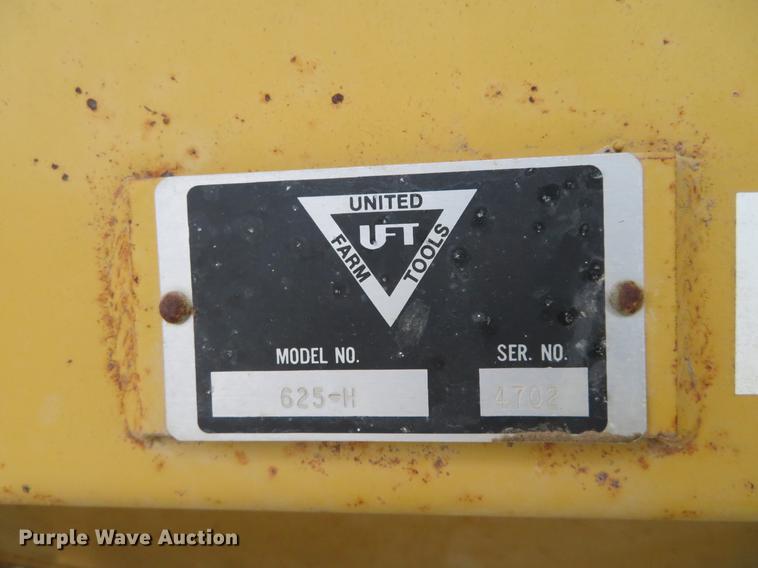 UNITED
FARM
TOOLS
UFT
MODEL NO.
SER. NO.
625-H
4702
Purple Wave Auction